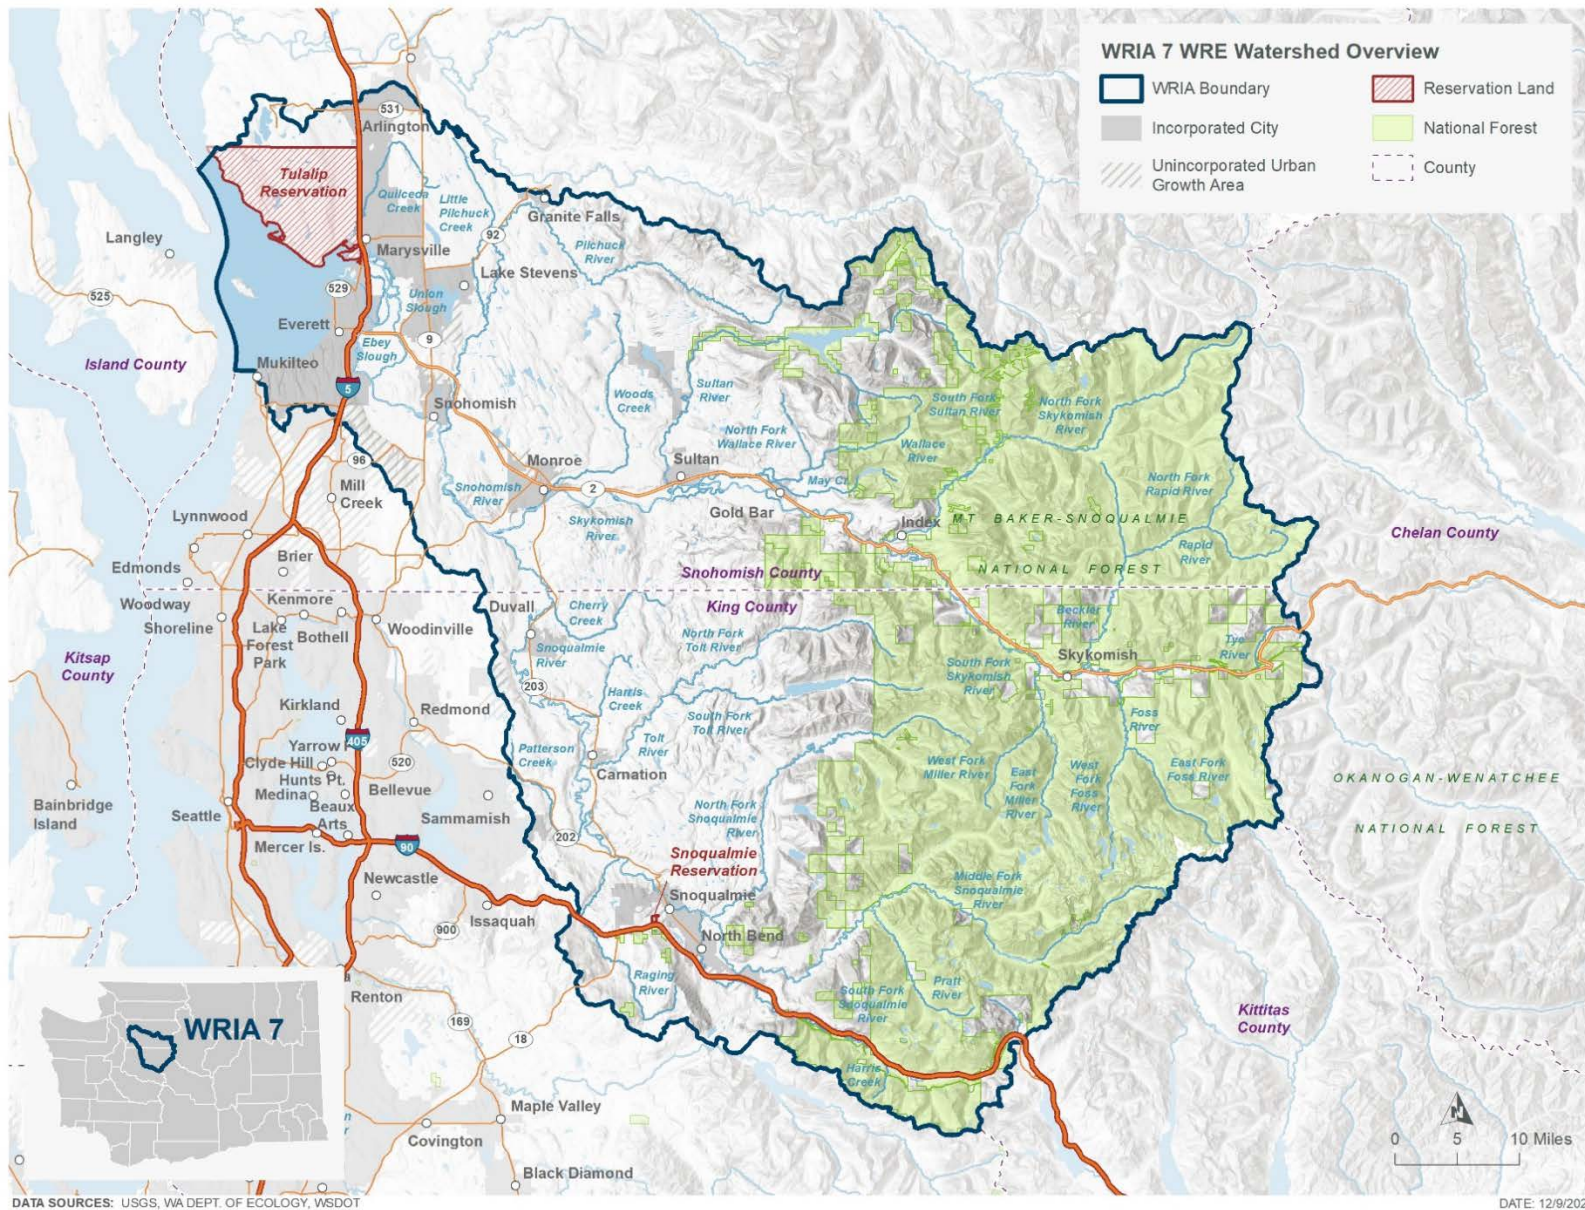 WRIA 7 WRE Watershed Overview
WRIA Boundary
Reservation Land
Incorporated City
National Forest
Unincorporated Urban
Growth Area
County
531
Arlington
Tulalip
Reservation
Quilceda
Creek
Little
Pilchuck
Creek
Granite Falls
92
Pilchuck
River
Langley
Marysville
Lake Stevens
525
529
Union
Slough
Everett
9
Ebey
Slough
Island County
Mukilteo
5
Snohomish
Woods
Creek
Sultan
River
South Fork
Sultan River
North Fork
Skykomish
River
North Fork
Wallace River
Wallace
River
96
Monroe
Sultan
Mill
Creek
Snohomish
River
2
May Cr.
North Fork
Rapid River
Lynnwood
Skykomish
River
Gold Bar
Index
MT BAKER-SNOQUALMIE
Chelan County
Edmonds
Brier
Rapid
River
Snohomish County
NATIONAL FOREST
Woodway
Kenmore
Duvall
Cherry
Creek
King County
Beckler
River
Shoreline
Lake
Forest
Park
Bothell
Woodinville
North Fork
Tolt River
Tye
River
Snoqualmie
River
Kitsap
County
Skykomish
South Fork
Skykomish
River
203
Harris
Creek
Kirkland
Redmond
South Fork
Tolt River
Foss
River
405
Tolt
River
Yarrow P
Clyde Hill
520
Patterson
Creek
West Fork
Miller River
East
Fork
Miller
River
West
Fork
Foss
River
East Fork
Foss River
Hunts Pt.
Carnation
OKANOGAN-WENATCHEE
Medina
Bellevue
Bainbridge
Island
Beaux
Arts
Seattle
Sammamish
North Fork
Snoqualmie
River
NATIONAL FOREST
Mercer Is.
90
202
Snoqualmie
Reservation
Newcastle
Snoqualmie
Middle Fork
Snoqualmie
River
Issaquah
900
North Bend
Raging
River
South Fork
Snoqualmie
River
Pratt
River
Renton
Kittitas
County
WRIA 7
169
18
Harris
Creek
Maple Valley
Covington
Black Diamond
N
0 5 10 Miles
DATA SOURCES: USGS, WA DEPT. OF ECOLOGY, WSDOT
DATE: 12/9/202